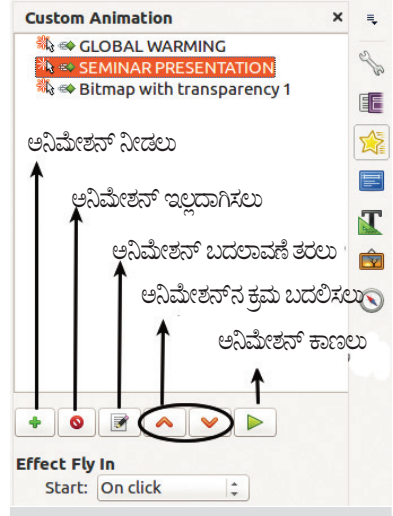 Custom Animation
GLOBAL WARMING
SEMINAR PRESENTATION
Bitmap with transparency 1
ಅನಿಮೇಶನ್ ನೀಡಲು
ಅನಿಮೇಶನ್ ಇಲ್ಲದಾಗಿಸಲು
ಅನಿಮೇಶನ್ ಬದಲಾವಣೆ ತರಲು
ಅನಿಮೇಶನ್‌ನ ಕ್ರಮ ಬದಲಿಸಲು
ಅನಿಮೇಶನ್ ಕಾಣಲು
Effect Fly In
Start: On click